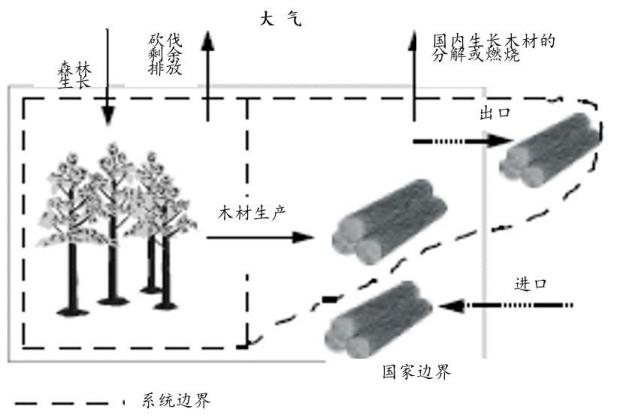 大气
森林
生长
砍伐
剩余
排放
国内生长木材的
分解或燃烧
出口
木材生产
进口
国家边界
系统边界